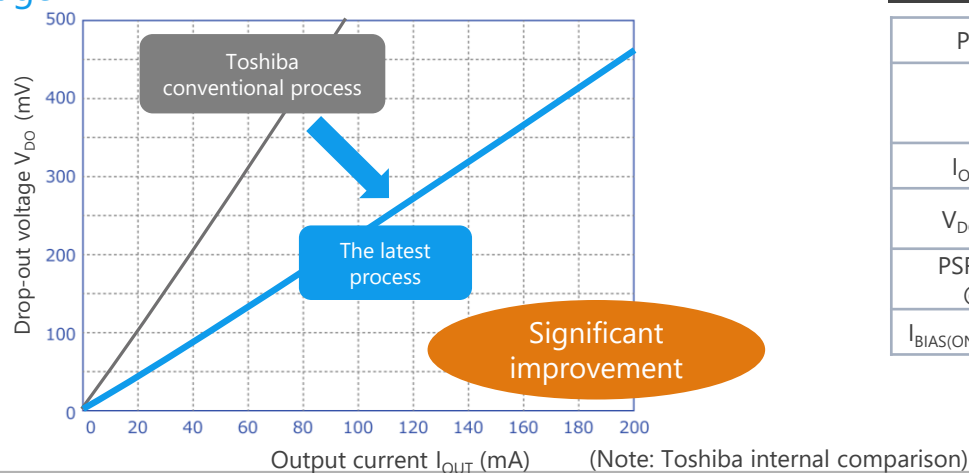 500
400
300
200
100
0
Drop-out voltage V_DO (mV)
Toshiba
conventional process
The latest
process
Significant
improvement
0 20 40 60 80 100 120 140 160 180 200
Output current I_OUT (mA)
(Note: Toshiba internal comparison)